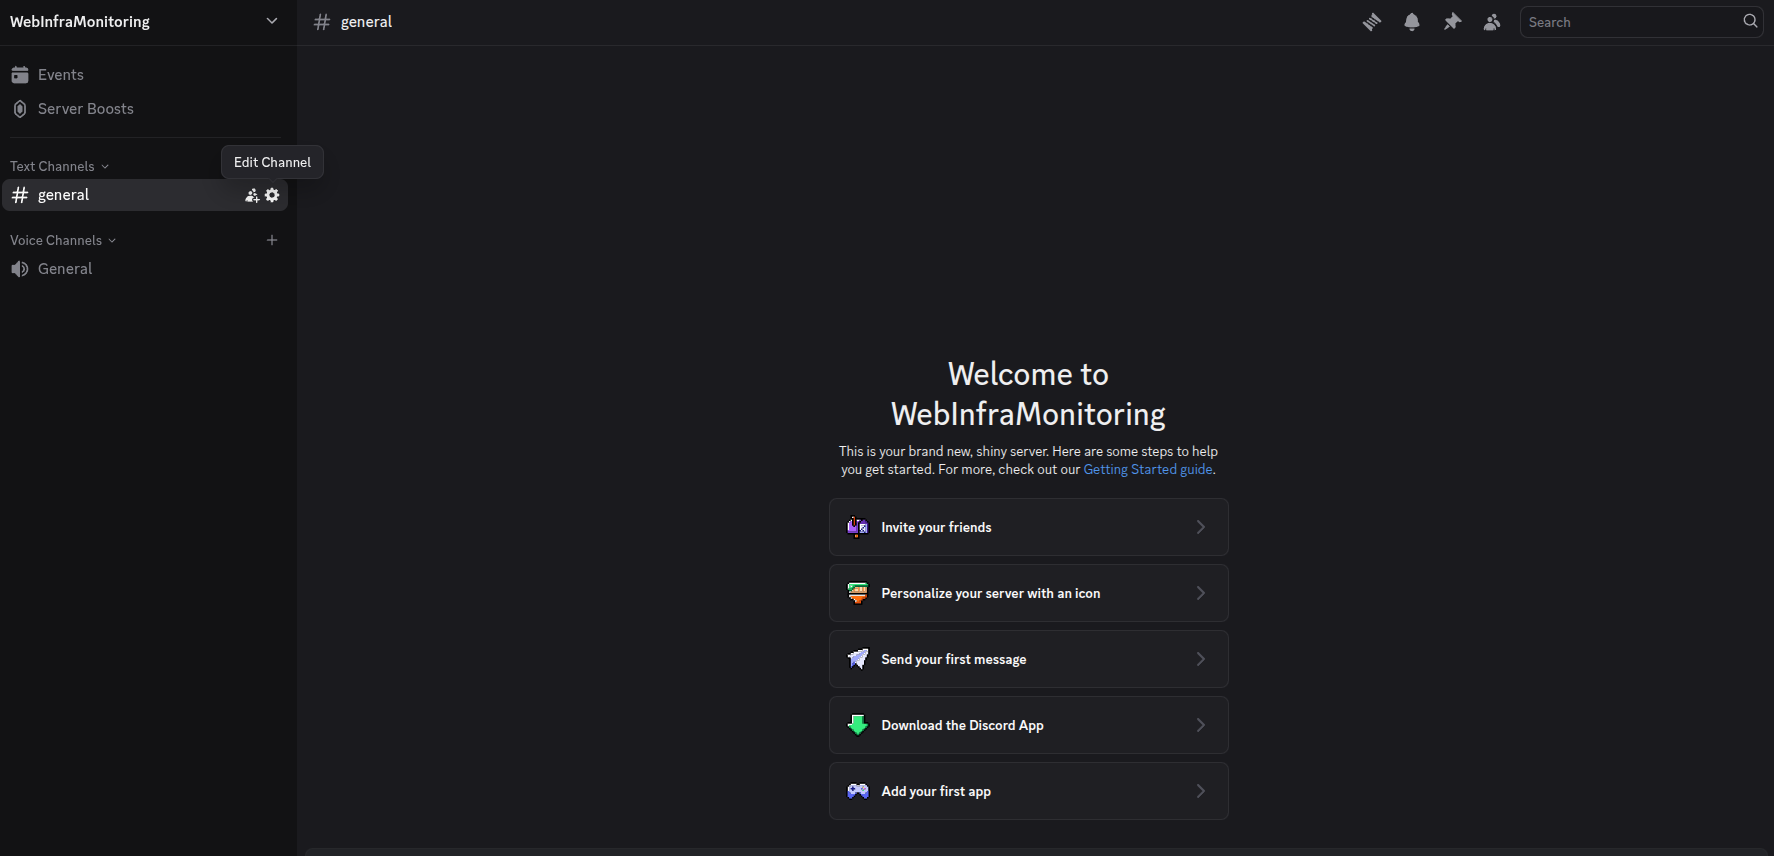 WebInfraMonitoring
general
Search
Events
Server Boosts
Text Channels
Edit Channel
general
Voice Channels
General
Welcome to
WebInfraMonitoring
This is your brand new, shiny server. Here are some steps to help
you get started. For more, check out our Getting Started guide.
Invite your friends
Personalize your server with an icon
Send your first message
Download the Discord App
Add your first app